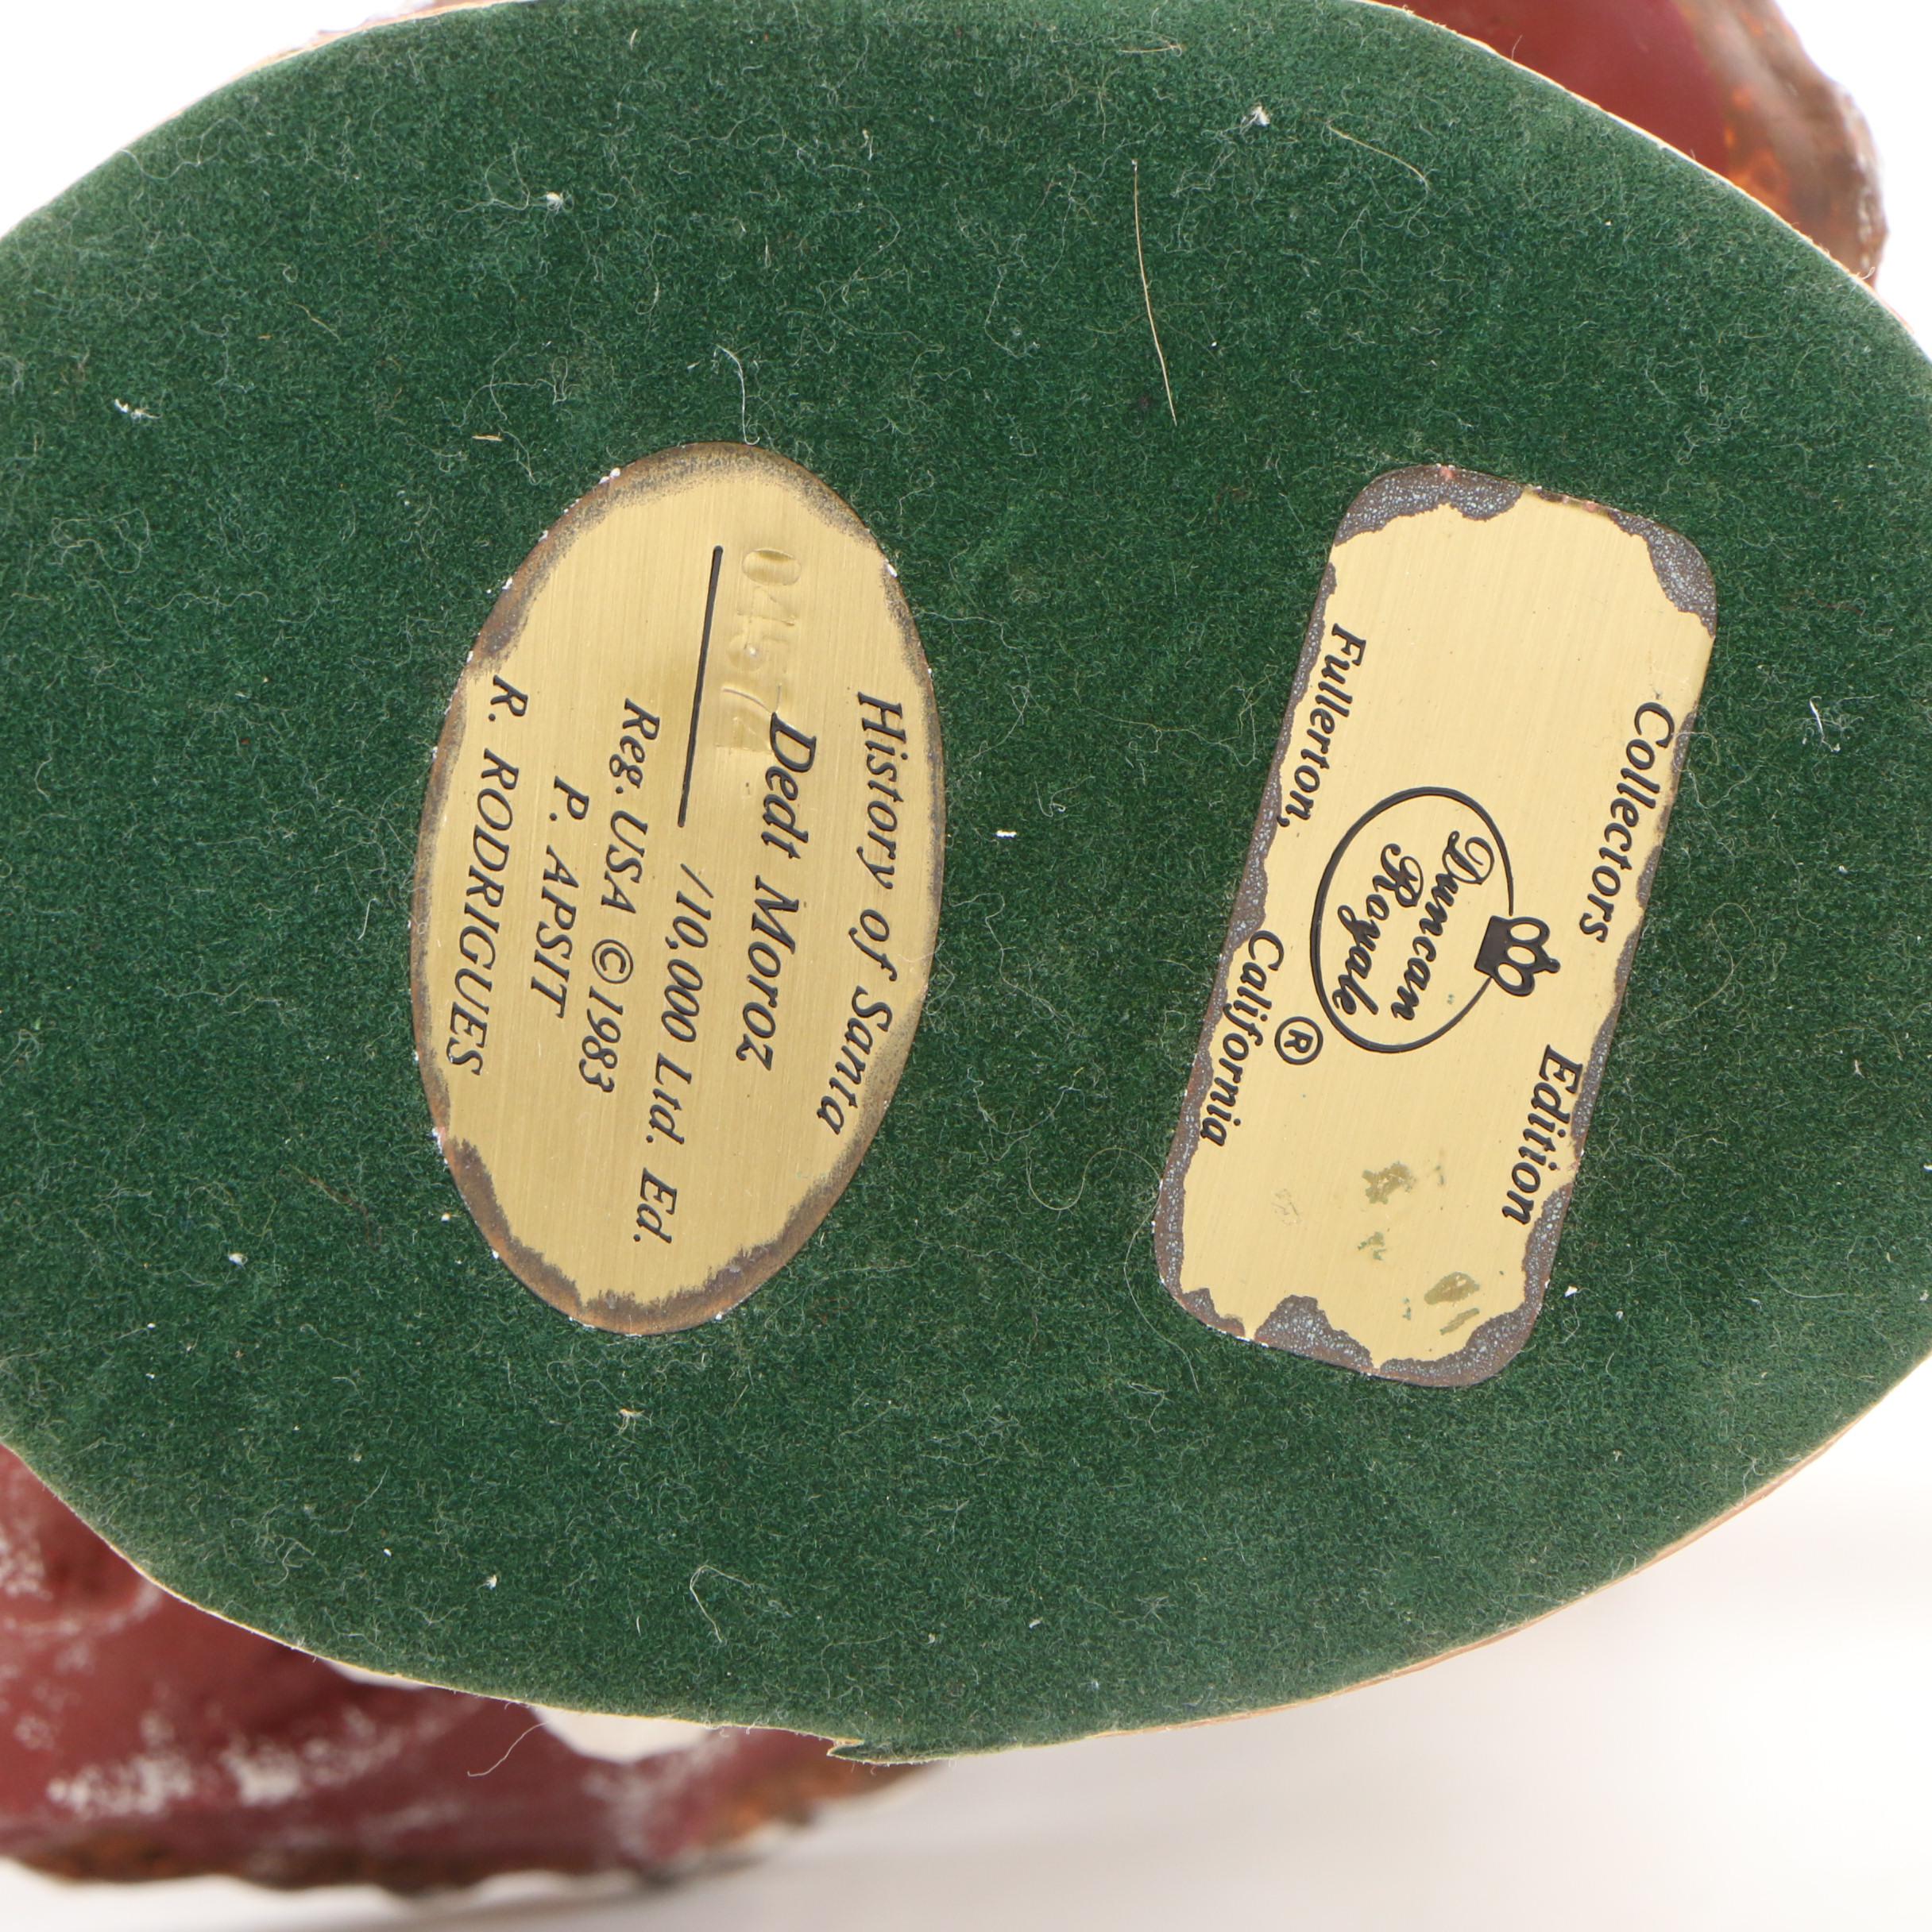 Collectors Edition
Duncan
Royale
®
Fullerton, California
History of Santa
Dedt Moroz
04574 /10,000 Ltd. Ed.
Reg. USA ©1983
P. APSIT
R. RODRIGUES